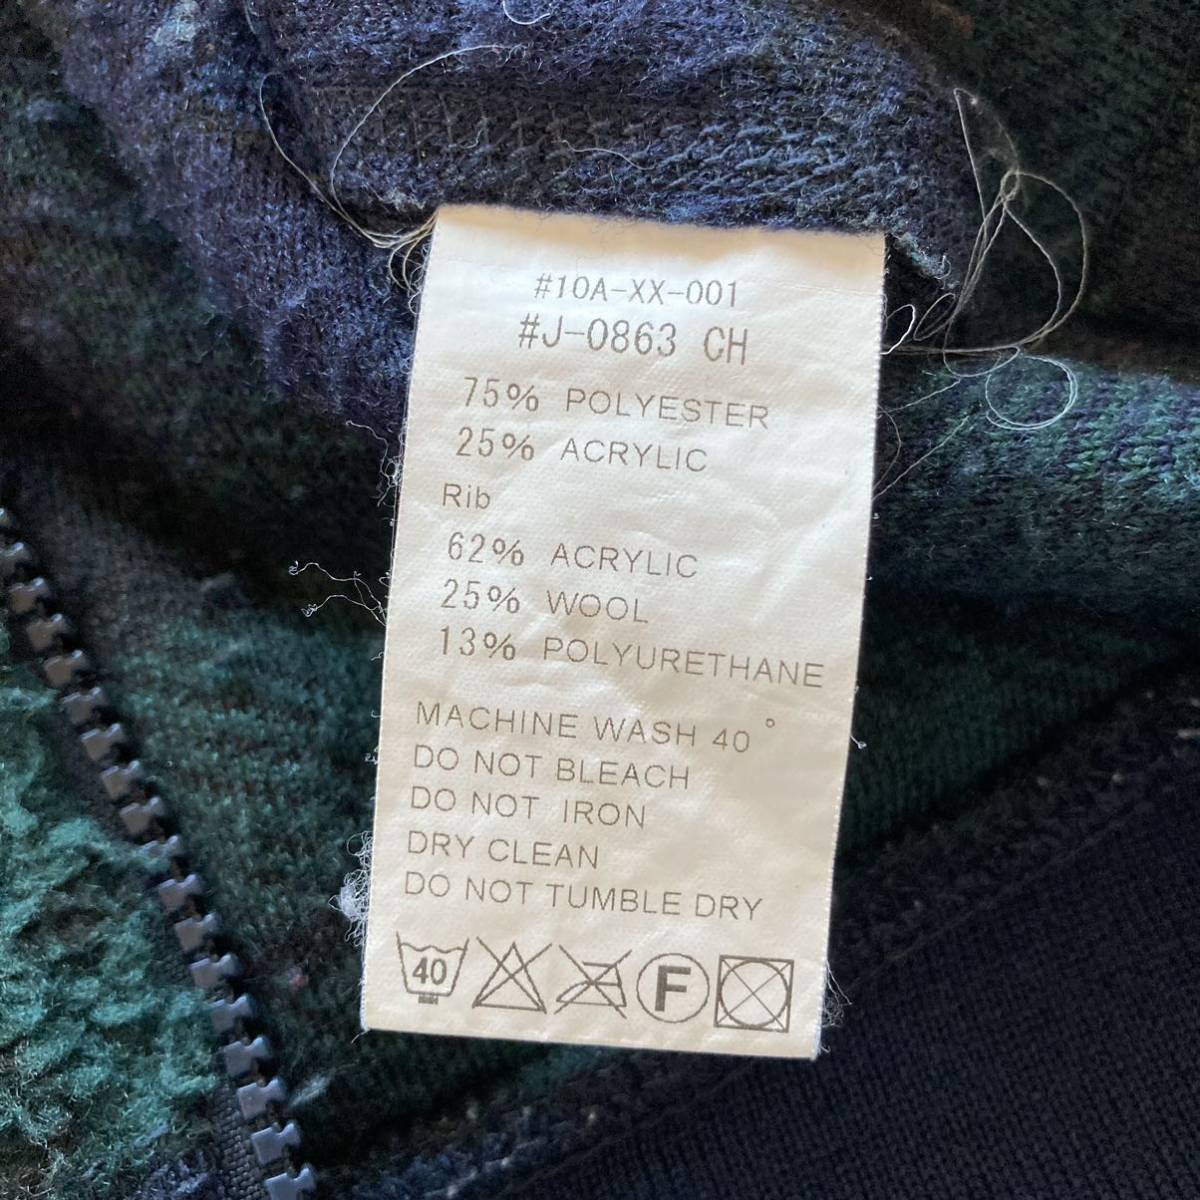 #10A-XX-001
#J-0863 CH
75% POLYESTER
25% ACRYLIC
Rib
62% ACRYLIC
25% WOOL
13% POLYURETHANE
MACHINE WASH 40°
DO NOT BLEACH
DO NOT IRON
DRY CLEAN
DO NOT TUMBLE DRY
40 F